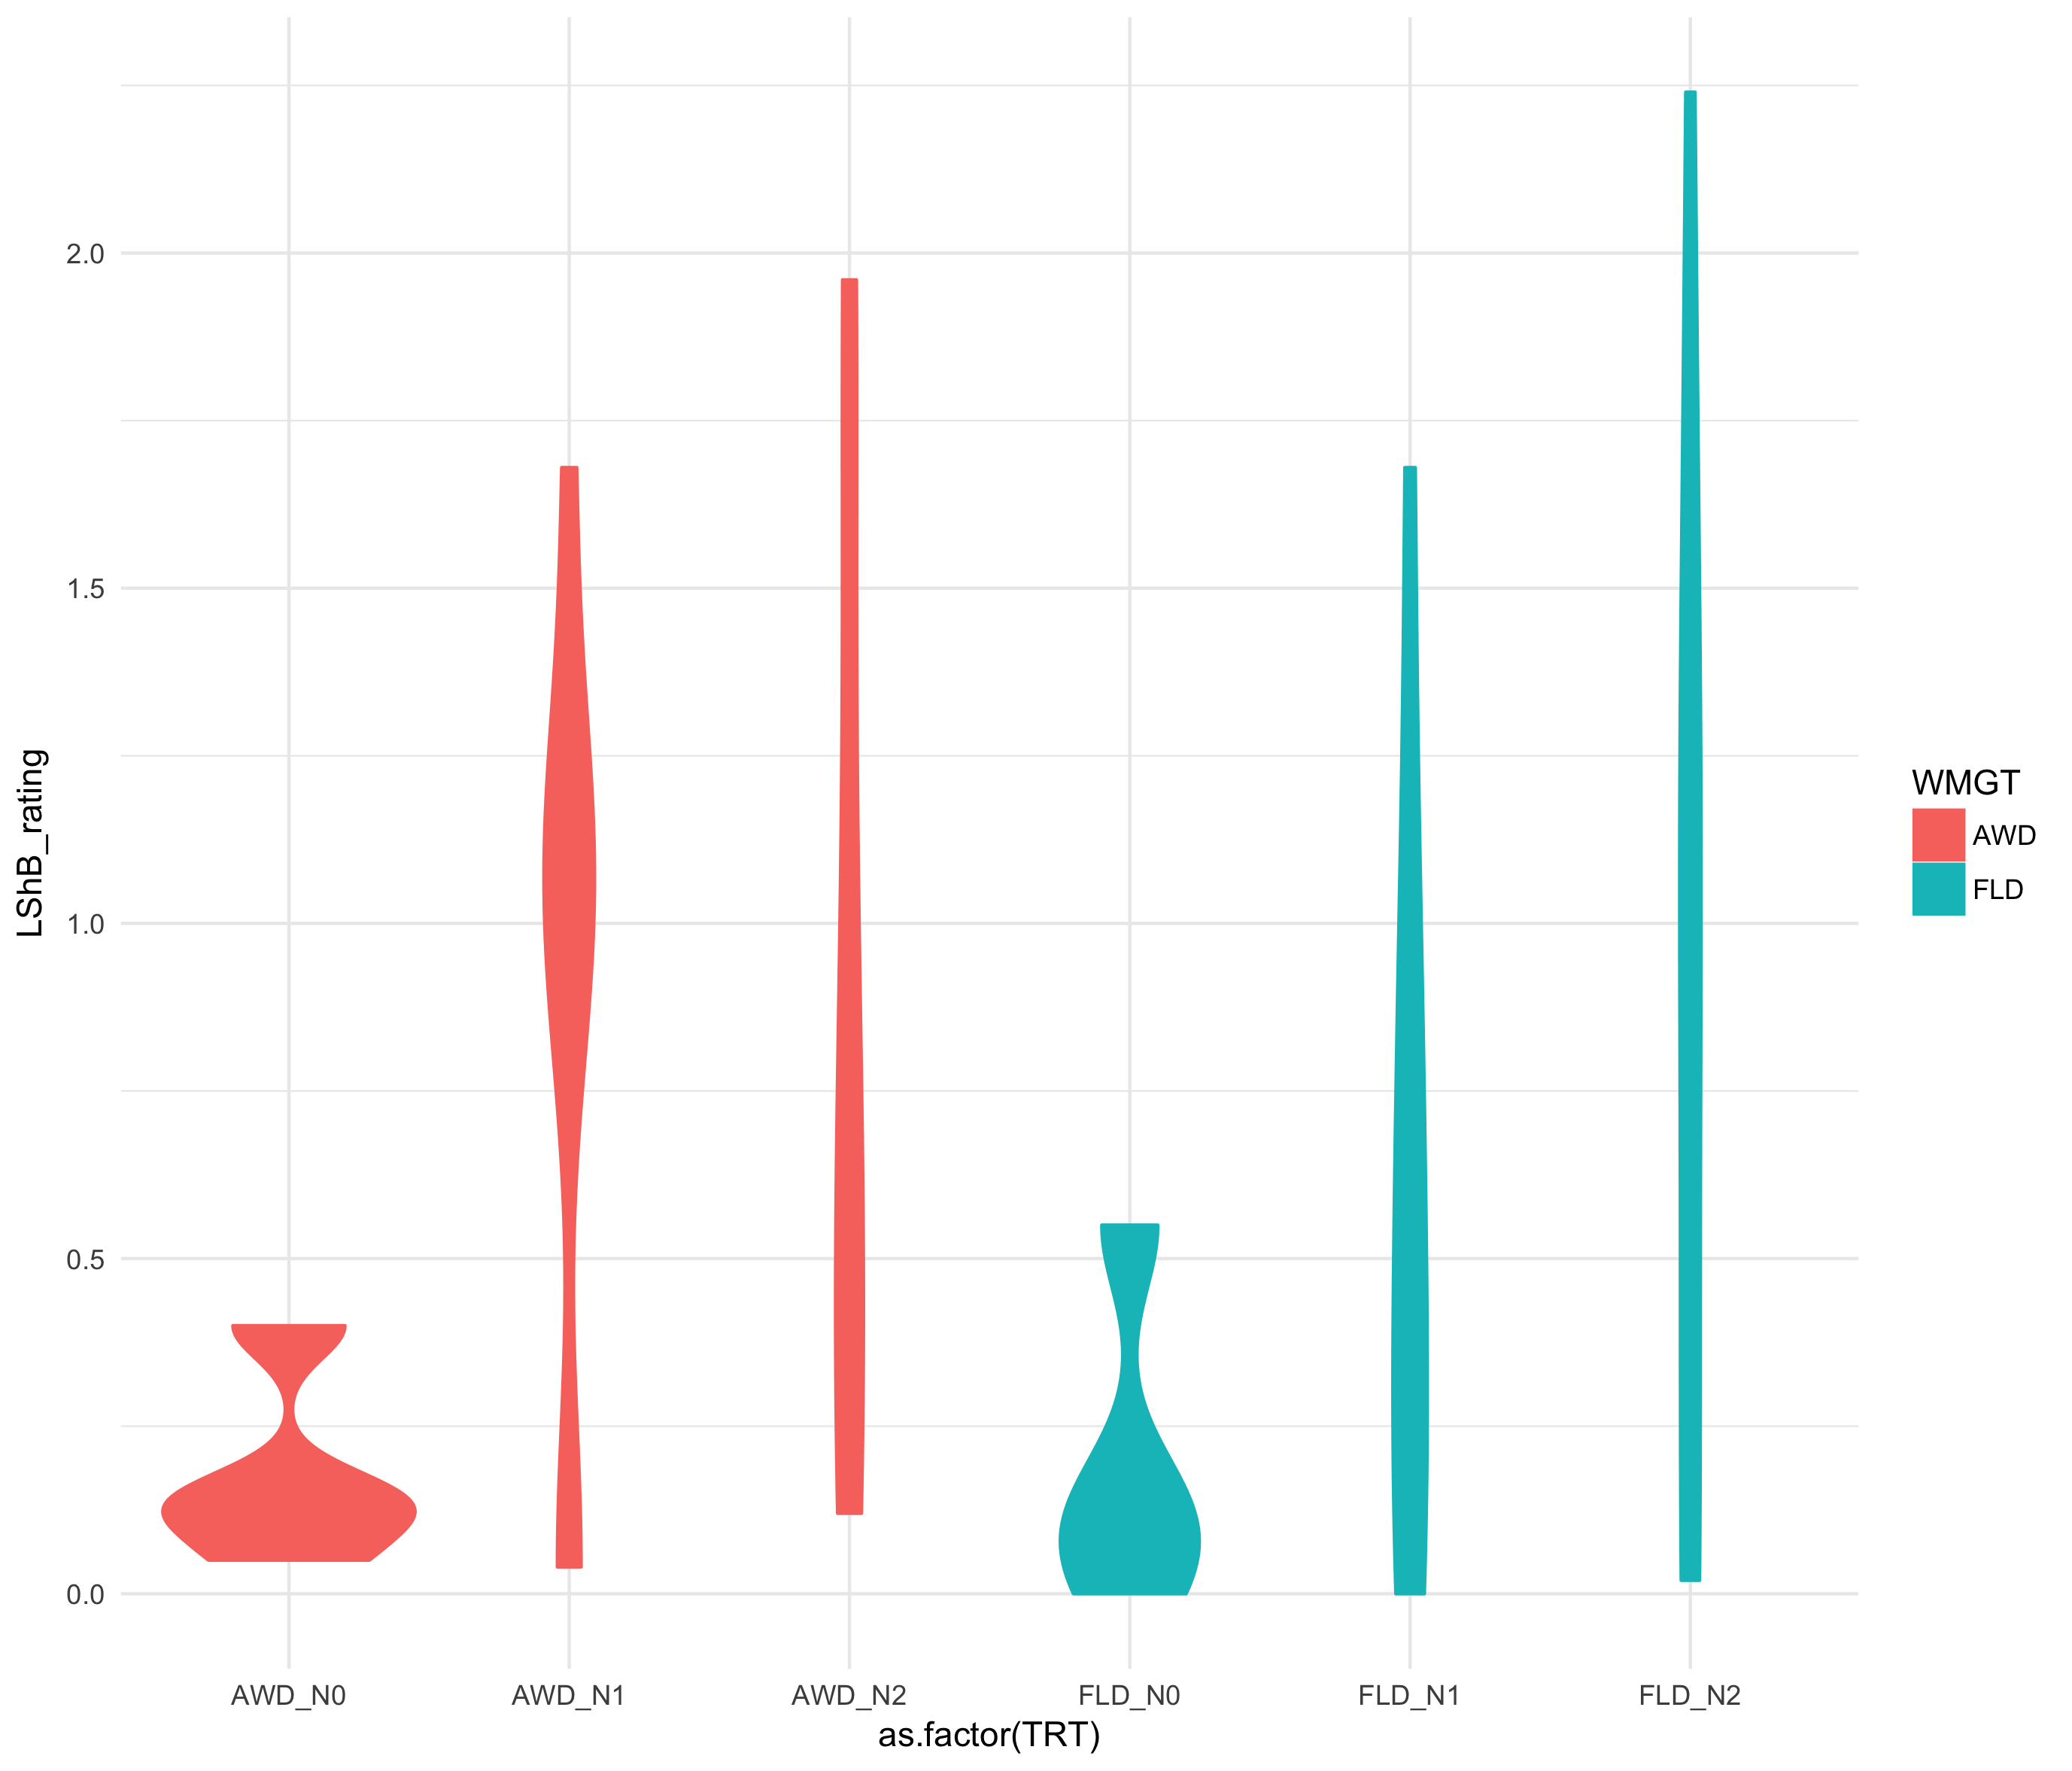 LShB_rating
2.0
1.5
1.0
0.5
0.0
AWD_N0 AWD_N1 AWD_N2 FLD_N0 FLD_N1 FLD_N2
as.factor(TRT)
WMGT
AWD
FLD